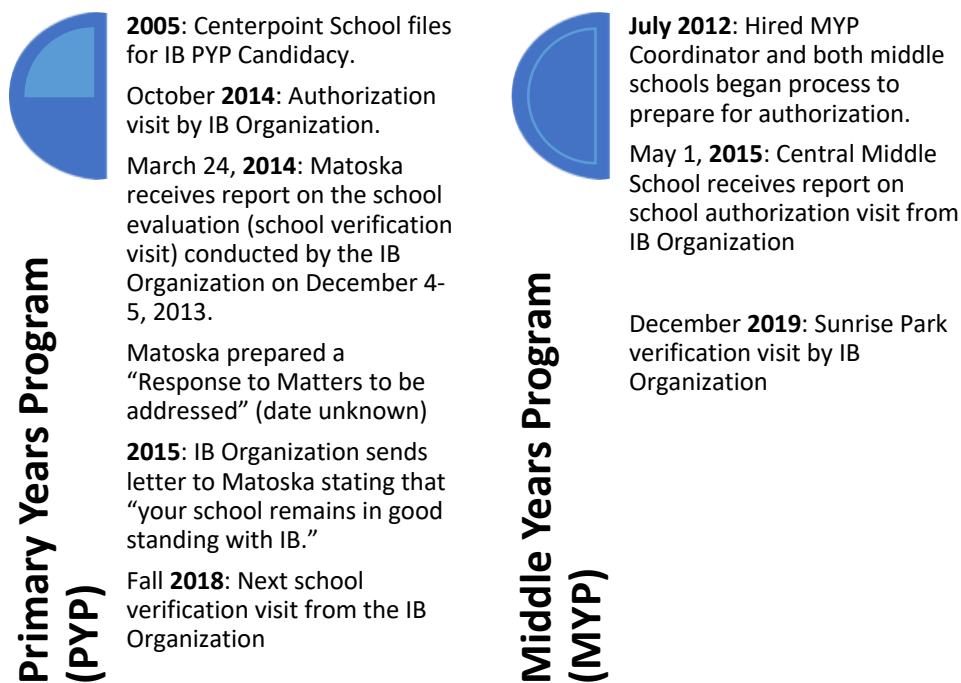 Primary Years Program
(PYP)
2005: Centerpoint School files
for IB PYP Candidacy.
October 2014: Authorization
visit by IB Organization.
March 24, 2014: Matoska
receives report on the school
evaluation (school verification
visit) conducted by the IB
Organization on December 4-
5, 2013.
Matoska prepared a
“Response to Matters to be
addressed” (date unknown)
2015: IB Organization sends
letter to Matoska stating that
“your school remains in good
standing with IB.”
Fall 2018: Next school
verification visit from the IB
Organization
Middle Years Program
(MYP)
July 2012: Hired MYP
Coordinator and both middle
schools began process to
prepare for authorization.
May 1, 2015: Central Middle
School receives report on
school authorization visit from
IB Organization
December 2019: Sunrise Park
verification visit by IB
Organization